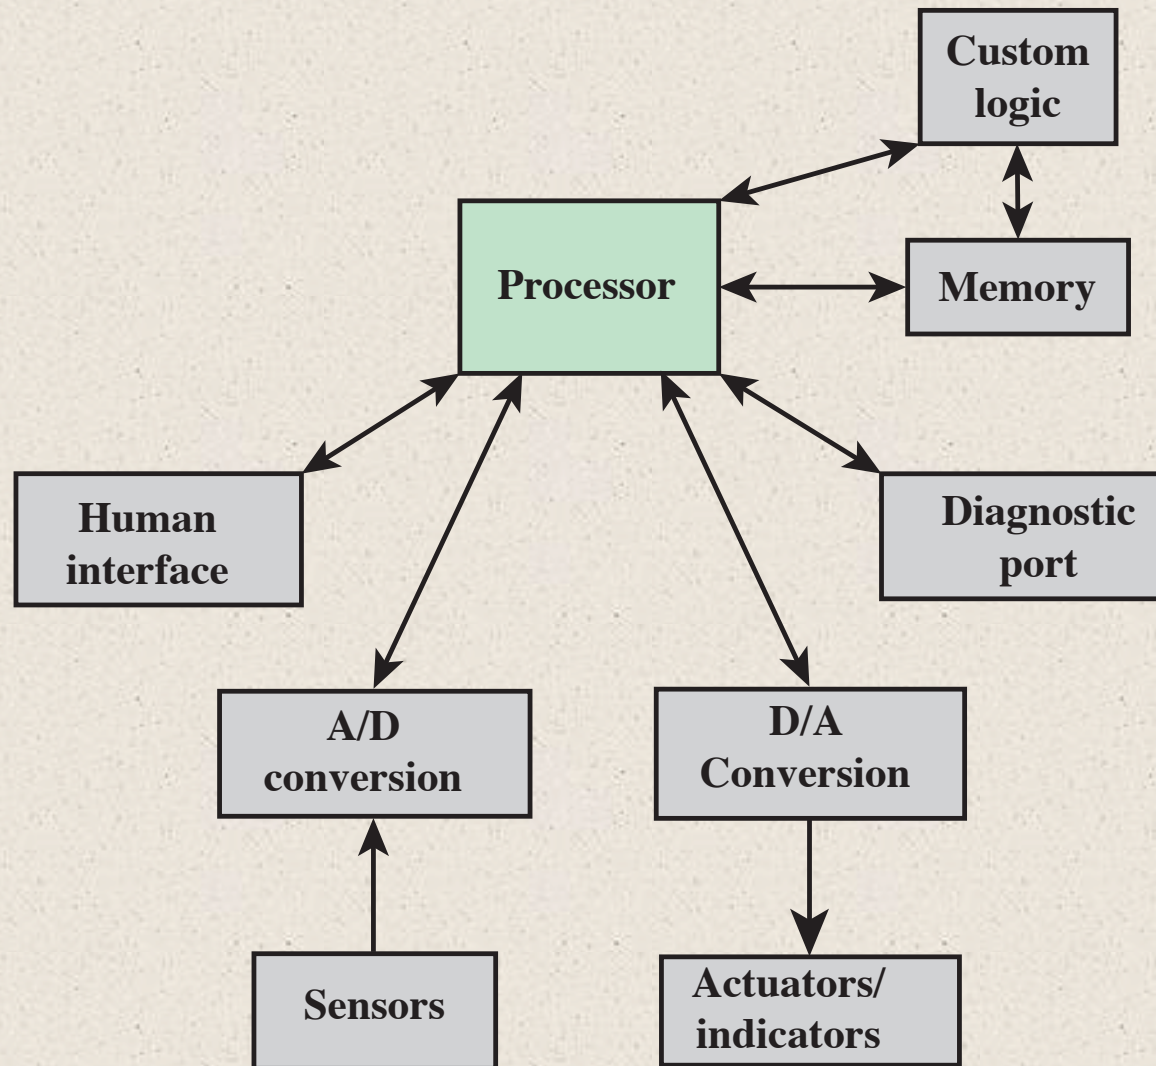 Custom
logic
Processor
Memory
Human
interface
Diagnostic
port
A/D
conversion
D/A
Conversion
Sensors
Actuators/
indicators